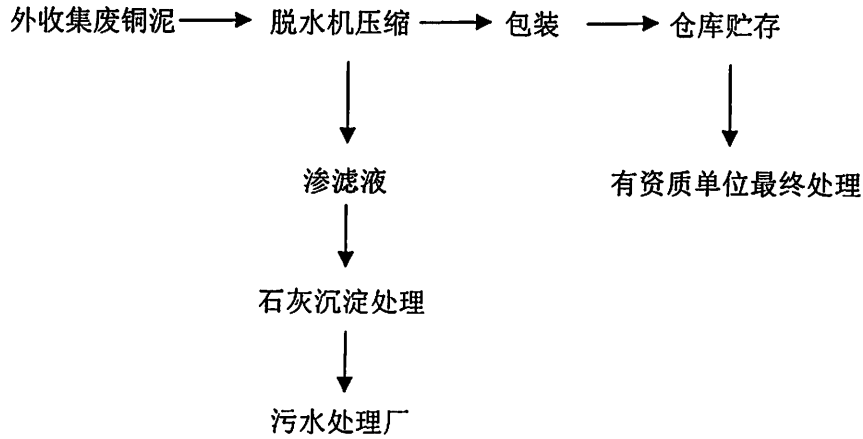 外收集废铜泥 脱水机压缩 包装 仓库贮存
渗滤液 有资质单位最终处理
石灰沉淀处理
污水处理厂